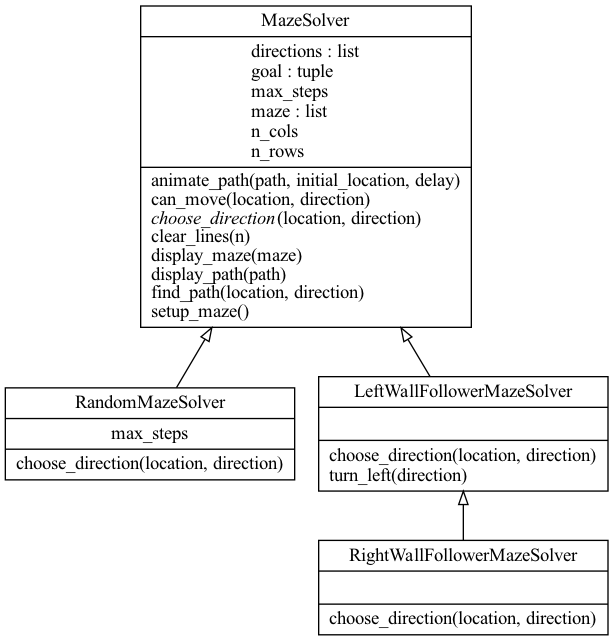 MazeSolver
directions : list
goal : tuple
max_steps
maze : list
n_cols
n_rows
animate_path(path, initial_location, delay)
can_move(location, direction)
choose_direction(location, direction)
clear_lines(n)
display_maze(maze)
display_path(path)
find_path(location, direction)
setup_maze()
RandomMazeSolver
max_steps
choose_direction(location, direction)
LeftWallFollowerMazeSolver
choose_direction(location, direction)
turn_left(direction)
RightWallFollowerMazeSolver
choose_direction(location, direction)